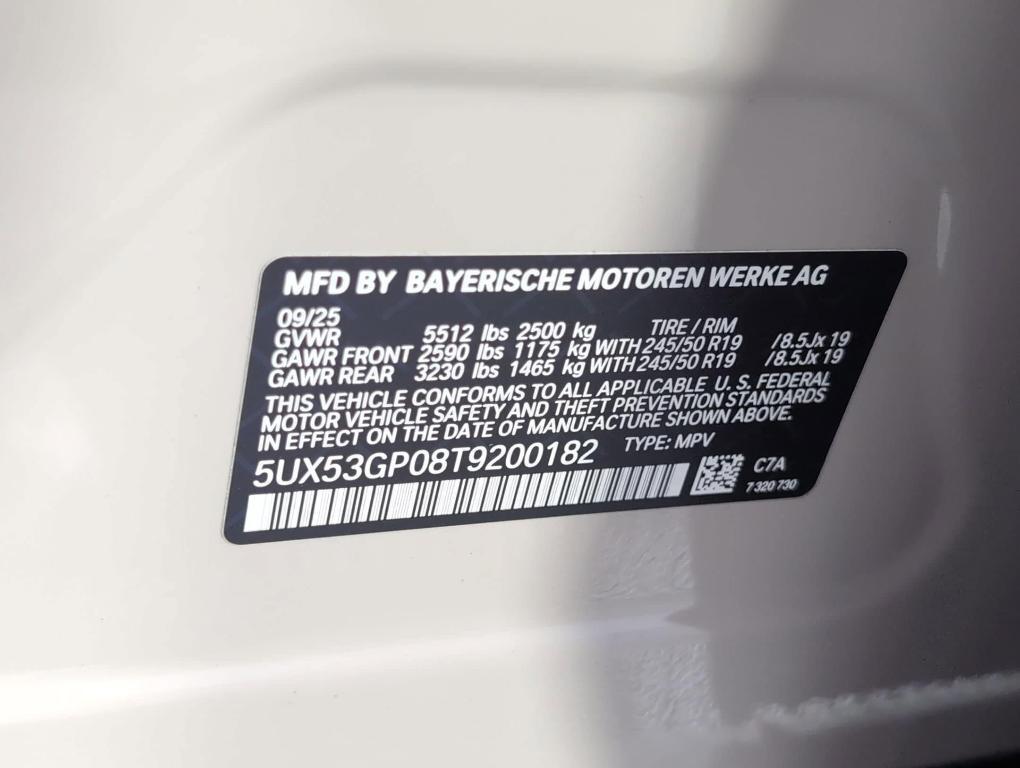 MFD BY BAYERISCHE MOTOREN WERKE AG
09/25
GVWR 5512 lbs 2500 kg TIRE / RIM
GAWR FRONT 2590 lbs 1175 kg WITH 245/50 R19 /8.5Jx 19
GAWR REAR 3230 lbs 1465 kg WITH 245/50 R19 /8.5Jx 19
THIS VEHICLE CONFORMS TO ALL APPLICABLE U. S. FEDERAL
MOTOR VEHICLE SAFETY AND THEFT PREVENTION STANDARDS
IN EFFECT ON THE DATE OF MANUFACTURE SHOWN ABOVE.
5UX53GP08T9200182 TYPE: MPV
C7A
7 320 730